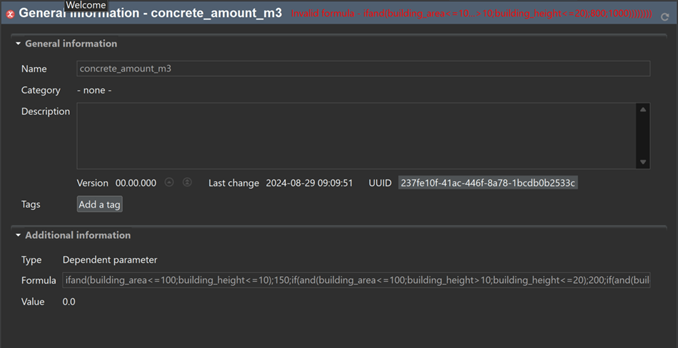 Welcome
General Information - concrete_amount_m3 Invalid formula - ifand(building_area<=10...>10;building_height<=20);800;1000)))))))
General information
Name concrete_amount_m3
Category - none -
Description
Version 00.00.000 Last change 2024-08-29 09:09:51 UUID 237fe10f-41ac-446f-8a78-1bcdb0b2533c
Tags Add a tag
Additional information
Type Dependent parameter
Formula ifand(building_area<=100;building_height<=10);150;if(and(building_area<=100;building_height>10;building_height<=20);200;if(and(buil
Value 0.0